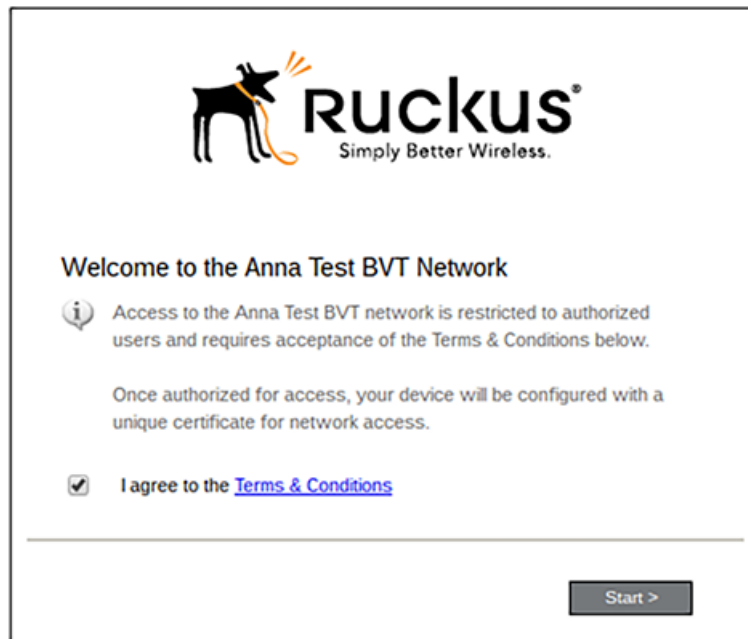 Ruckus®
Simply Better Wireless.
Welcome to the Anna Test BVT Network
Access to the Anna Test BVT network is restricted to authorized
users and requires acceptance of the Terms & Conditions below.
Once authorized for access, your device will be configured with a
unique certificate for network access.
I agree to the Terms & Conditions
Start >